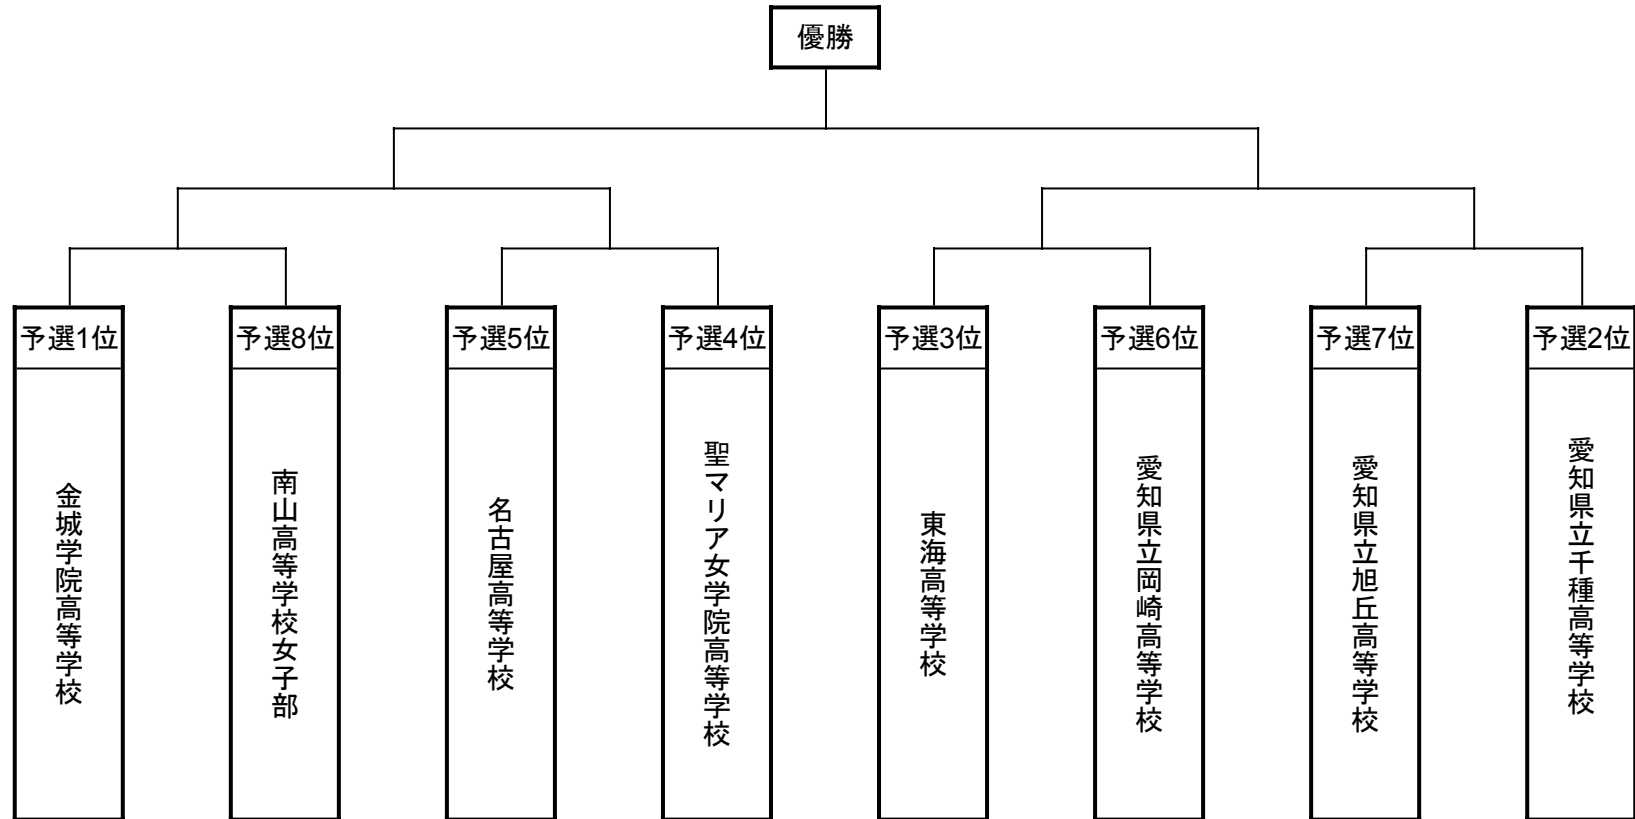 優勝
予選1位
金城学院高等学校
予選8位
南山高等学校女子部
予選5位
名古屋高等学校
予選4位
聖マリア女学院高等学校
予選3位
東海高等学校
予選6位
愛知県立岡崎高等学校
予選7位
愛知県立旭丘高等学校
予選2位
愛知県立千種高等学校